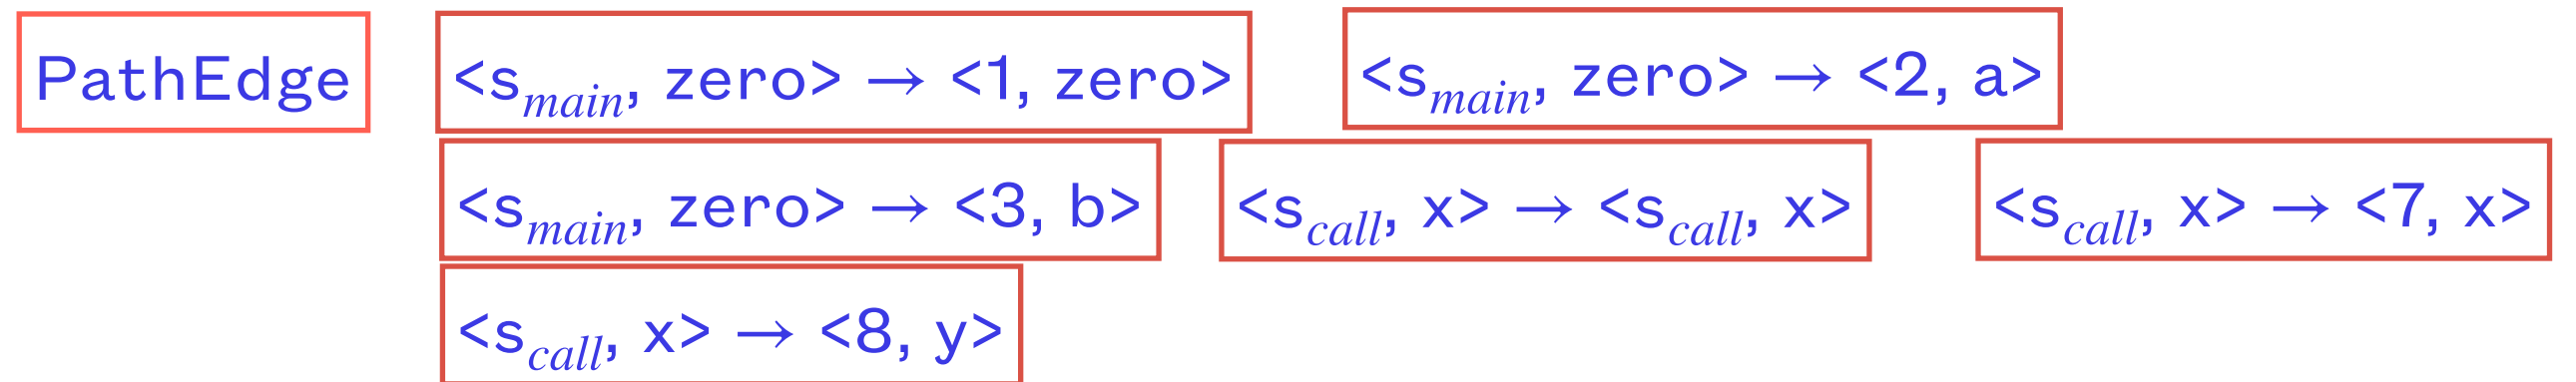 PathEdge <s_main, zero> → <1, zero> <s_main, zero> → <2, a>
<s_main, zero> → <3, b> <s_call, x> → <s_call, x> <s_call, x> → <7, x>
<s_call, x> → <8, y>